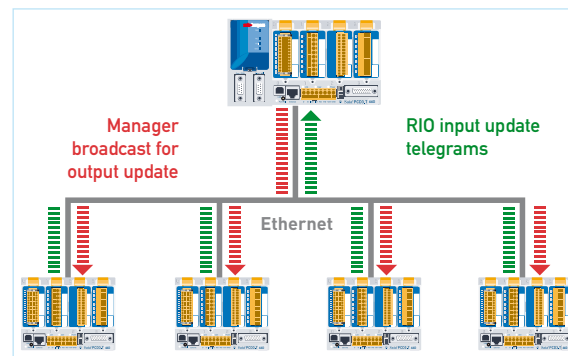 Manager
broadcast for
output update
RIO input update
telegrams
Ethernet